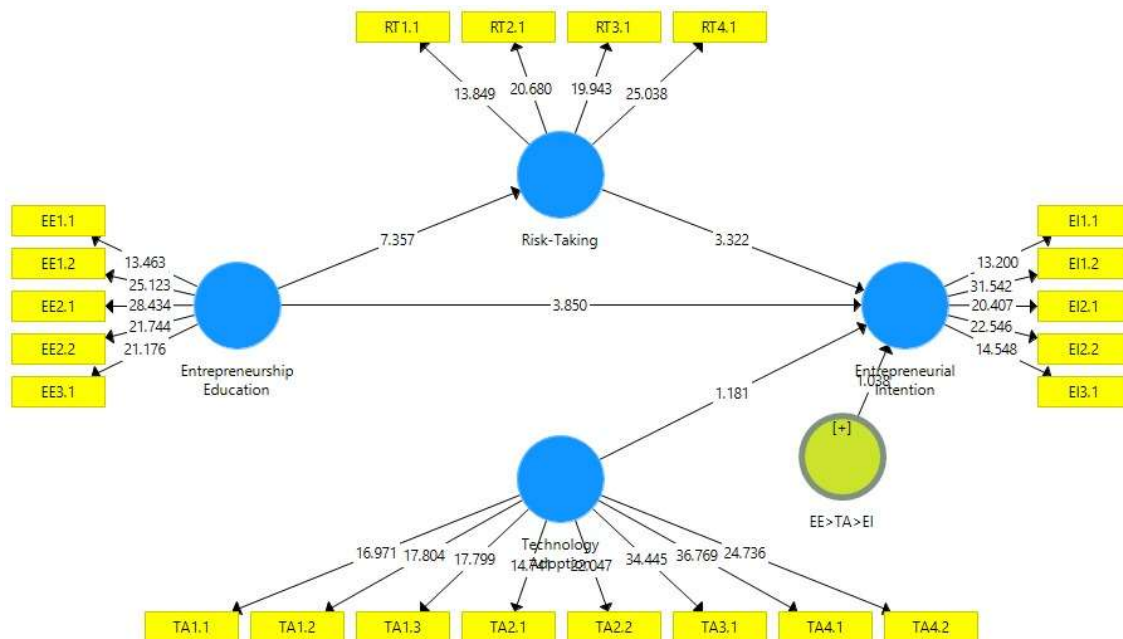 RT1.1 RT2.1 RT3.1 RT4.1
13.849 20.680 19.943 25.038
Risk-Taking
EE1.1
EE1.2
EE2.1
EE2.2
EE3.1
13.463
25.123
28.434
21.744
21.176
Entrepreneurship
Education
7.357
3.322
3.850
1.181
1.038
EI1.1
EI1.2
EI2.1
EI2.2
EI3.1
13.200
31.542
20.407
22.546
14.548
Entrepreneurial
Intention
[+]
EE>TA>EI
Technology
Adoption
16.971 17.804 17.799 14.741 22.047 34.445 36.769 24.736
TA1.1 TA1.2 TA1.3 TA2.1 TA2.2 TA3.1 TA4.1 TA4.2